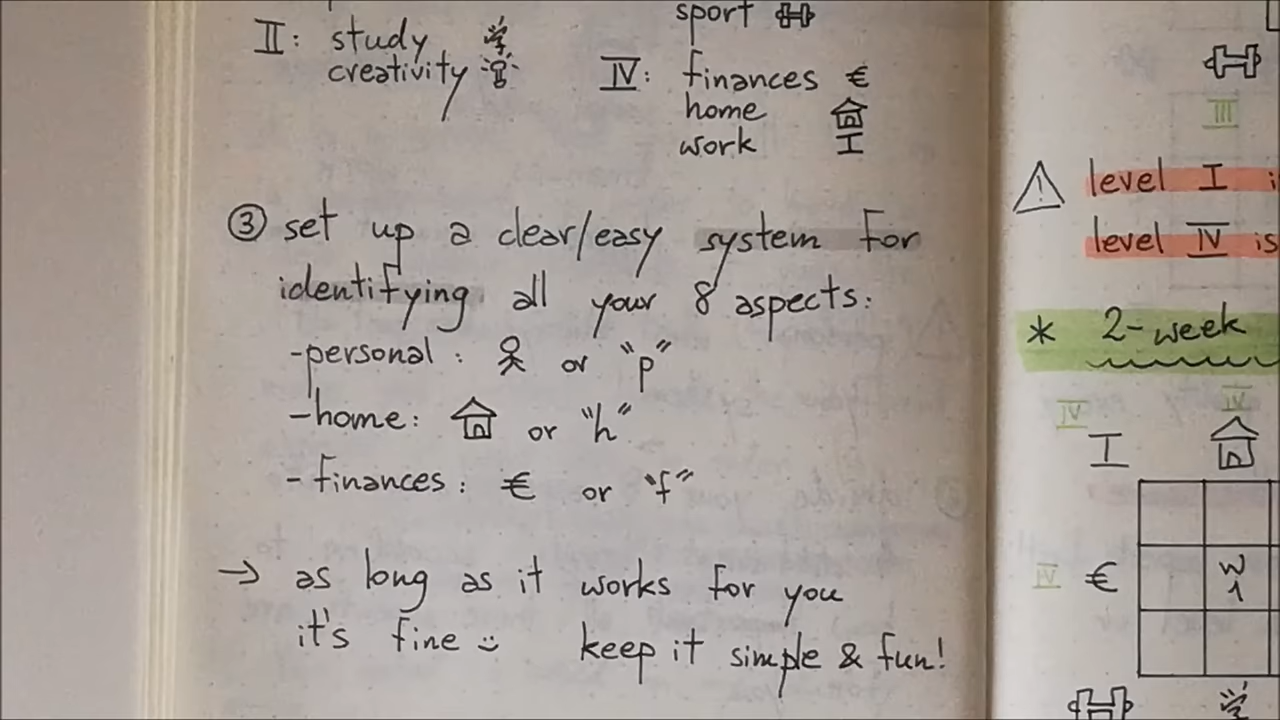 II: study
creativity
sport
IV: finances €
home
work I
③ set up a clear/easy system for
identifying all your 8 aspects:
-personal: or "p"
-home: or "h"
-finances: € or "f"
→ as long as it works for you
it's fine :) keep it simple & fun!
III
! level I
level IV is
* 2-week
IV IV
I
IV € w
1